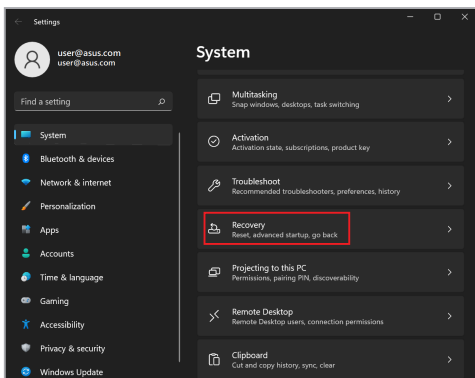 Settings
user@asus.com
user@asus.com
Find a setting
System
Bluetooth & devices
Network & internet
Personalization
Apps
Accounts
Time & language
Gaming
Accessibility
Privacy & security
Windows Update
System
Multitasking
Snap windows, desktops, task switching
Activation
Activation state, subscriptions, product key
Troubleshoot
Recommended troubleshooters, preferences, history
Recovery
Reset, advanced startup, go back
Projecting to this PC
Permissions, pairing PIN, discoverability
Remote Desktop
Remote Desktop users, connection permissions
Clipboard
Cut and copy history, sync, clear